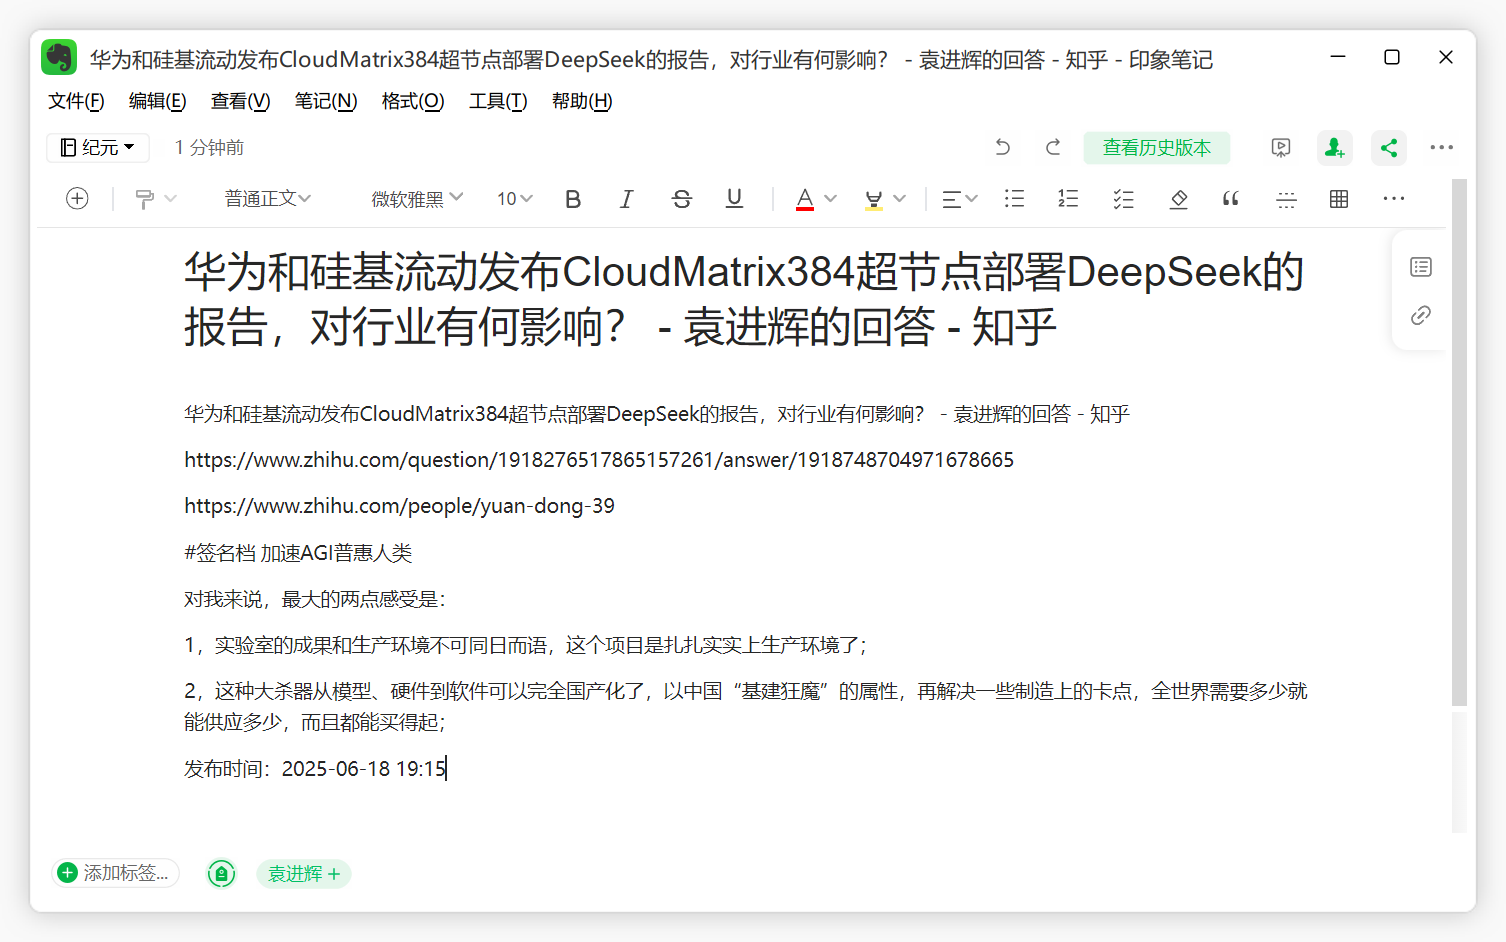 华为和硅基流动发布CloudMatrix384超节点部署DeepSeek的报告，对行业有何影响？ - 袁进辉的回答 - 知乎 - 印象笔记
文件(F) 编辑(E) 查看(V) 笔记(N) 格式(O) 工具(T) 帮助(H)
纪元 1 分钟前 查看历史版本
普通正文 微软雅黑 10 B I S U A
华为和硅基流动发布CloudMatrix384超节点部署DeepSeek的
报告，对行业有何影响？ - 袁进辉的回答 - 知乎
华为和硅基流动发布CloudMatrix384超节点部署DeepSeek的报告，对行业有何影响？ - 袁进辉的回答 - 知乎
https://www.zhihu.com/question/1918276517865157261/answer/1918748704971678665
https://www.zhihu.com/people/yuan-dong-39
#签名档 加速AGI普惠人类
对我来说，最大的两点感受是：
1，实验室的成果和生产环境不可同日而语，这个项目是扎扎实实上生产环境了；
2，这种大杀器从模型、硬件到软件可以完全国产化了，以中国“基建狂魔”的属性，再解决一些制造上的卡点，全世界需要多少就
能供应多少，而且都能买得起；
发布时间：2025-06-18 19:15
添加标签... 袁进辉 +